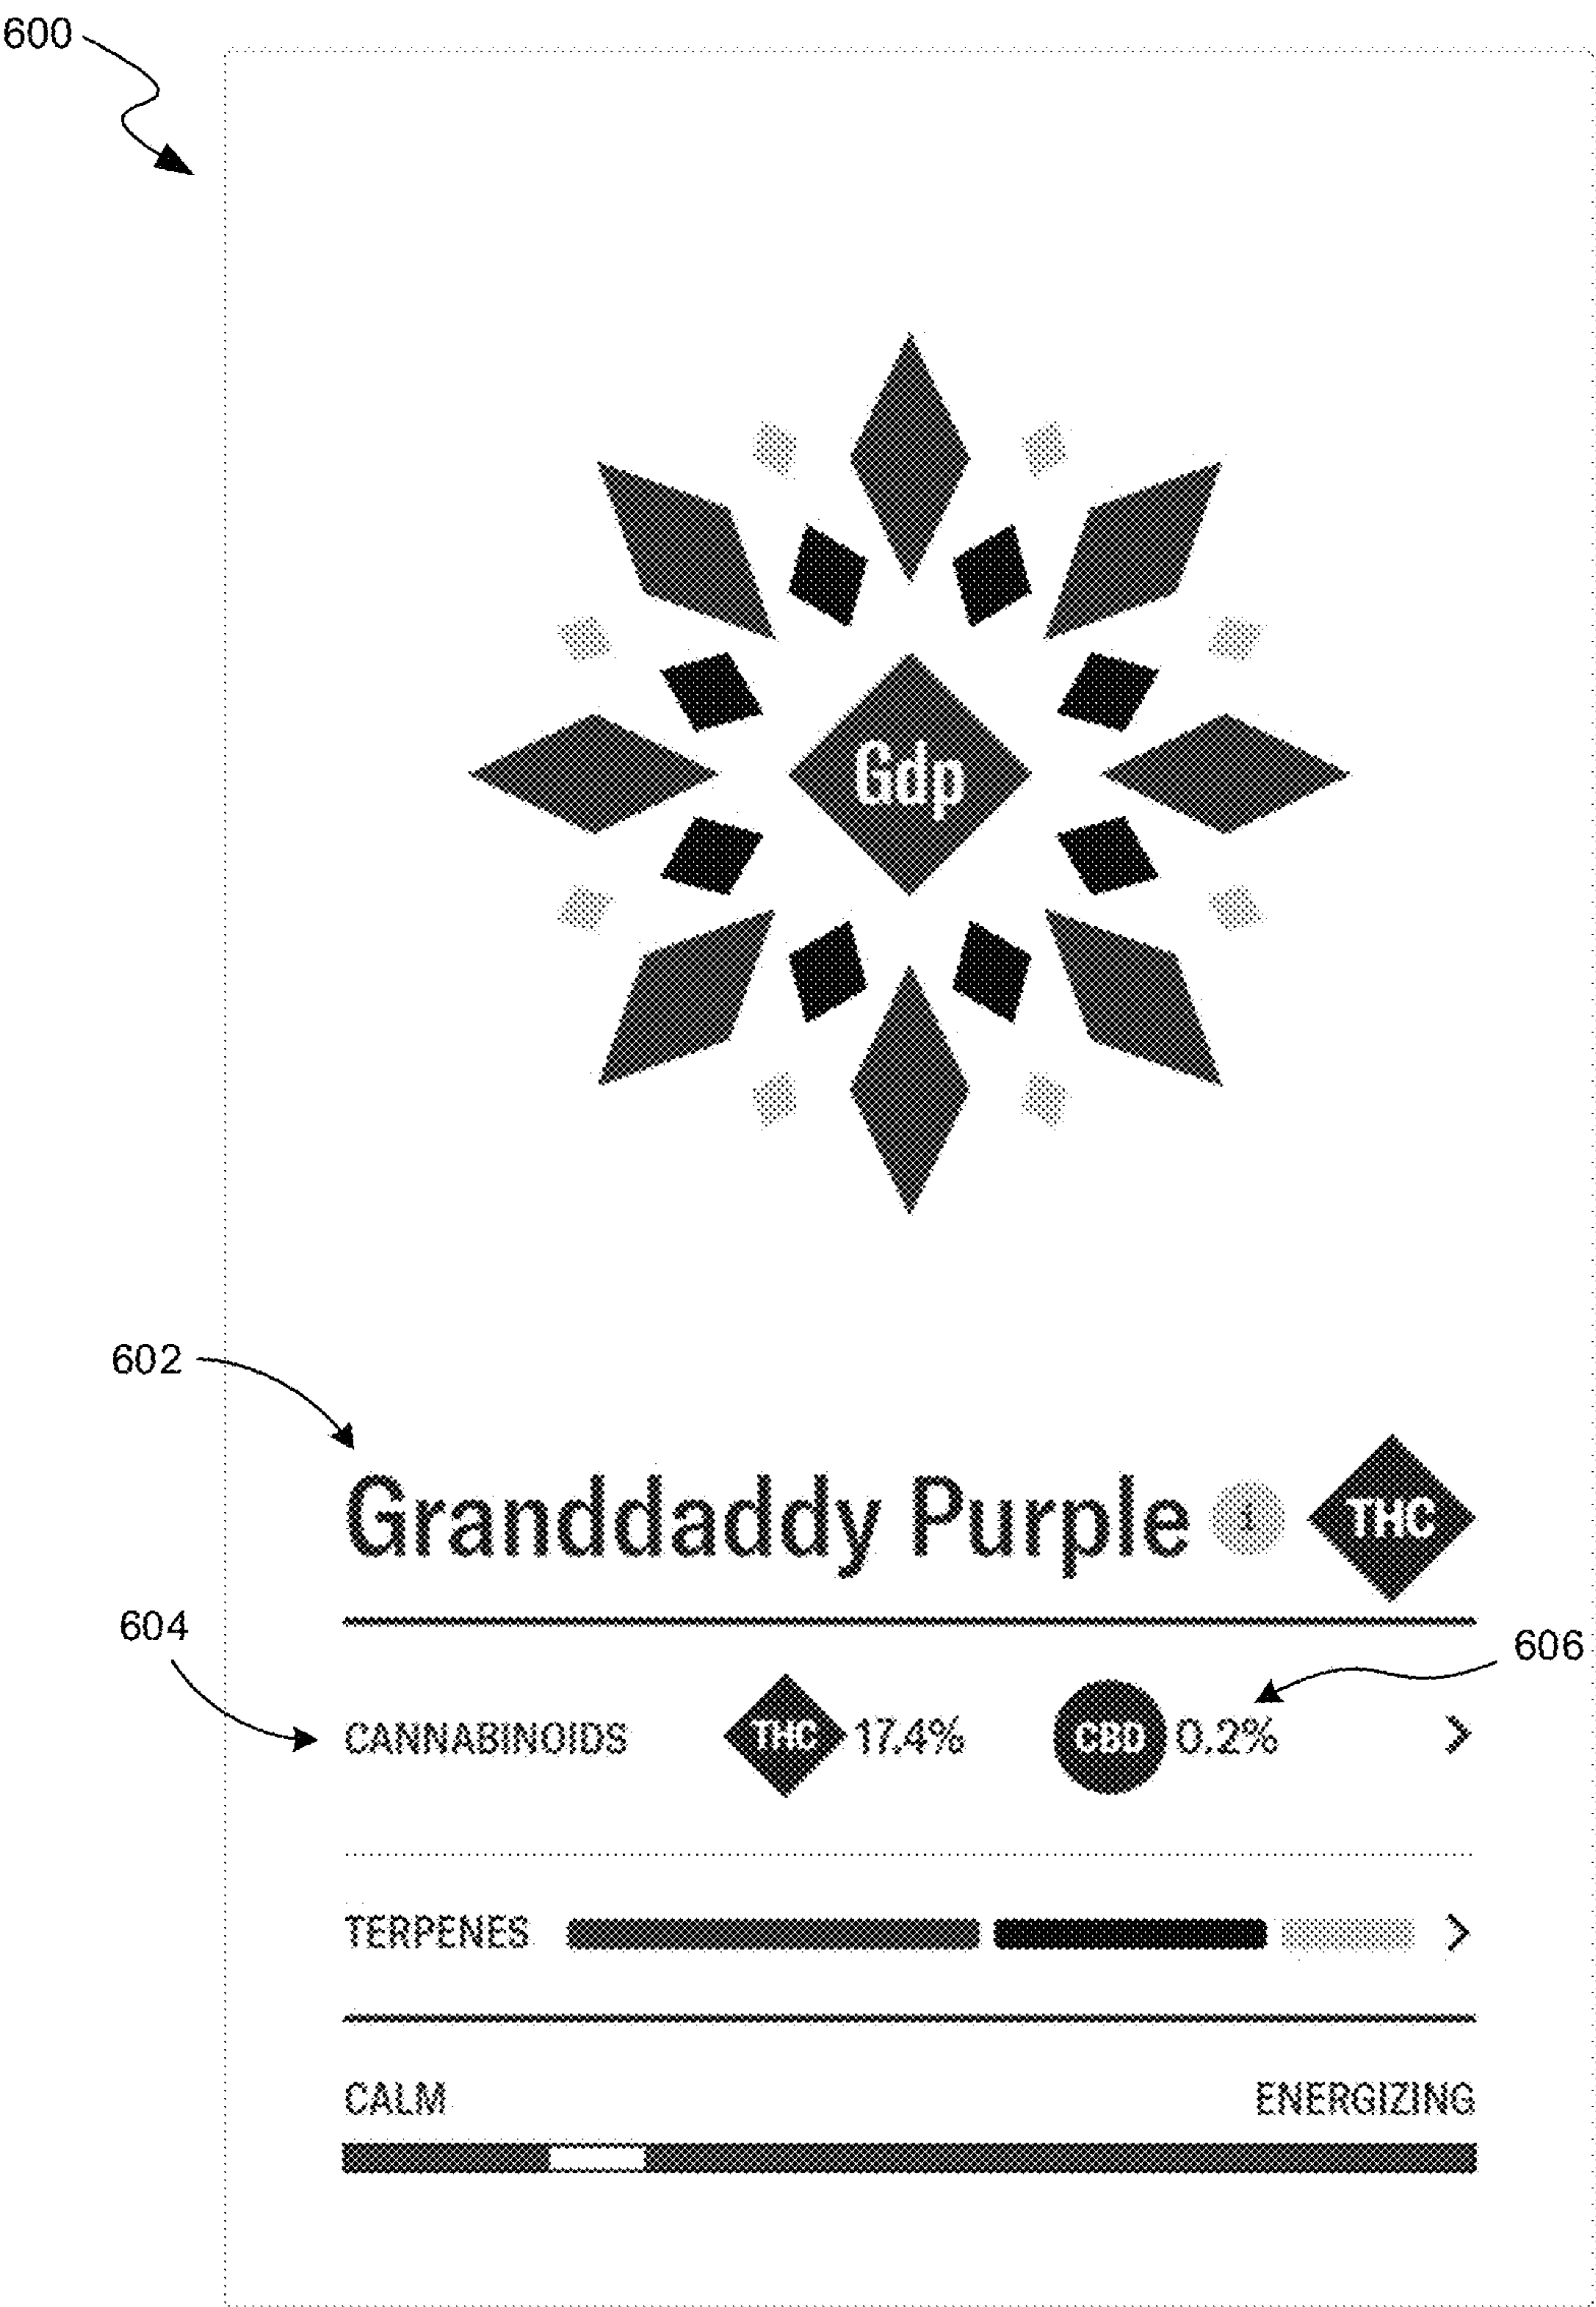 600
Gdp
602
Granddaddy Purple i THC
604
606
CANNABINOIDS THC 17.4% CBD 0.2% >
TERPENES >
CALM ENERGIZING